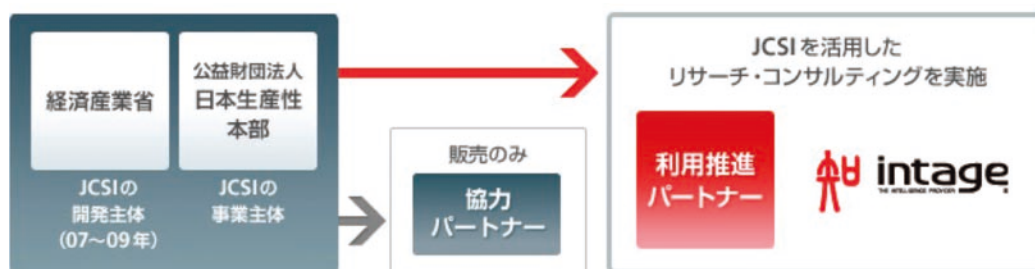 経済産業省
JCSIの
開発主体
(07〜09年)
公益財団法人
日本生産性
本部
JCSIの
事業主体
販売のみ
協力
パートナー
JCSIを活用した
リサーチ・コンサルティングを実施
利用推進
パートナー
intage
THE INTELLIGENCE PROVIDER